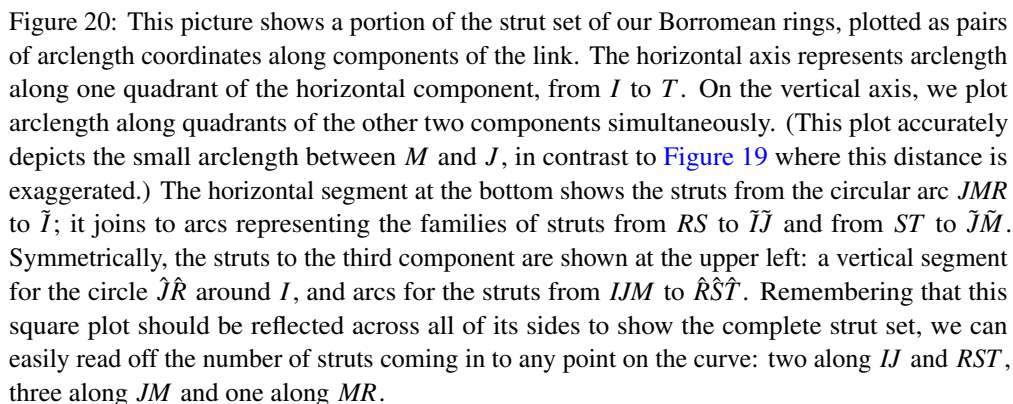 Figure 20: This picture shows a portion of the strut set of our Borromean rings, plotted as pairs
of arclength coordinates along components of the link. The horizontal axis represents arclength
along one quadrant of the horizontal component, from I to T. On the vertical axis, we plot
arclength along quadrants of the other two components simultaneously. (This plot accurately
depicts the small arclength between M and J, in contrast to Figure 19 where this distance is
exaggerated.) The horizontal segment at the bottom shows the struts from the circular arc JMR
to Ĩ; it joins to arcs representing the families of struts from RS to ĨJ̃ and from ST to J̃M̃.
Symmetrically, the struts to the third component are shown at the upper left: a vertical segment
for the circle ĴR̂ around I, and arcs for the struts from IJM to R̂ŜT̂. Remembering that this
square plot should be reflected across all of its sides to show the complete strut set, we can
easily read off the number of struts coming in to any point on the curve: two along IJ and RST,
three along JM and one along MR.